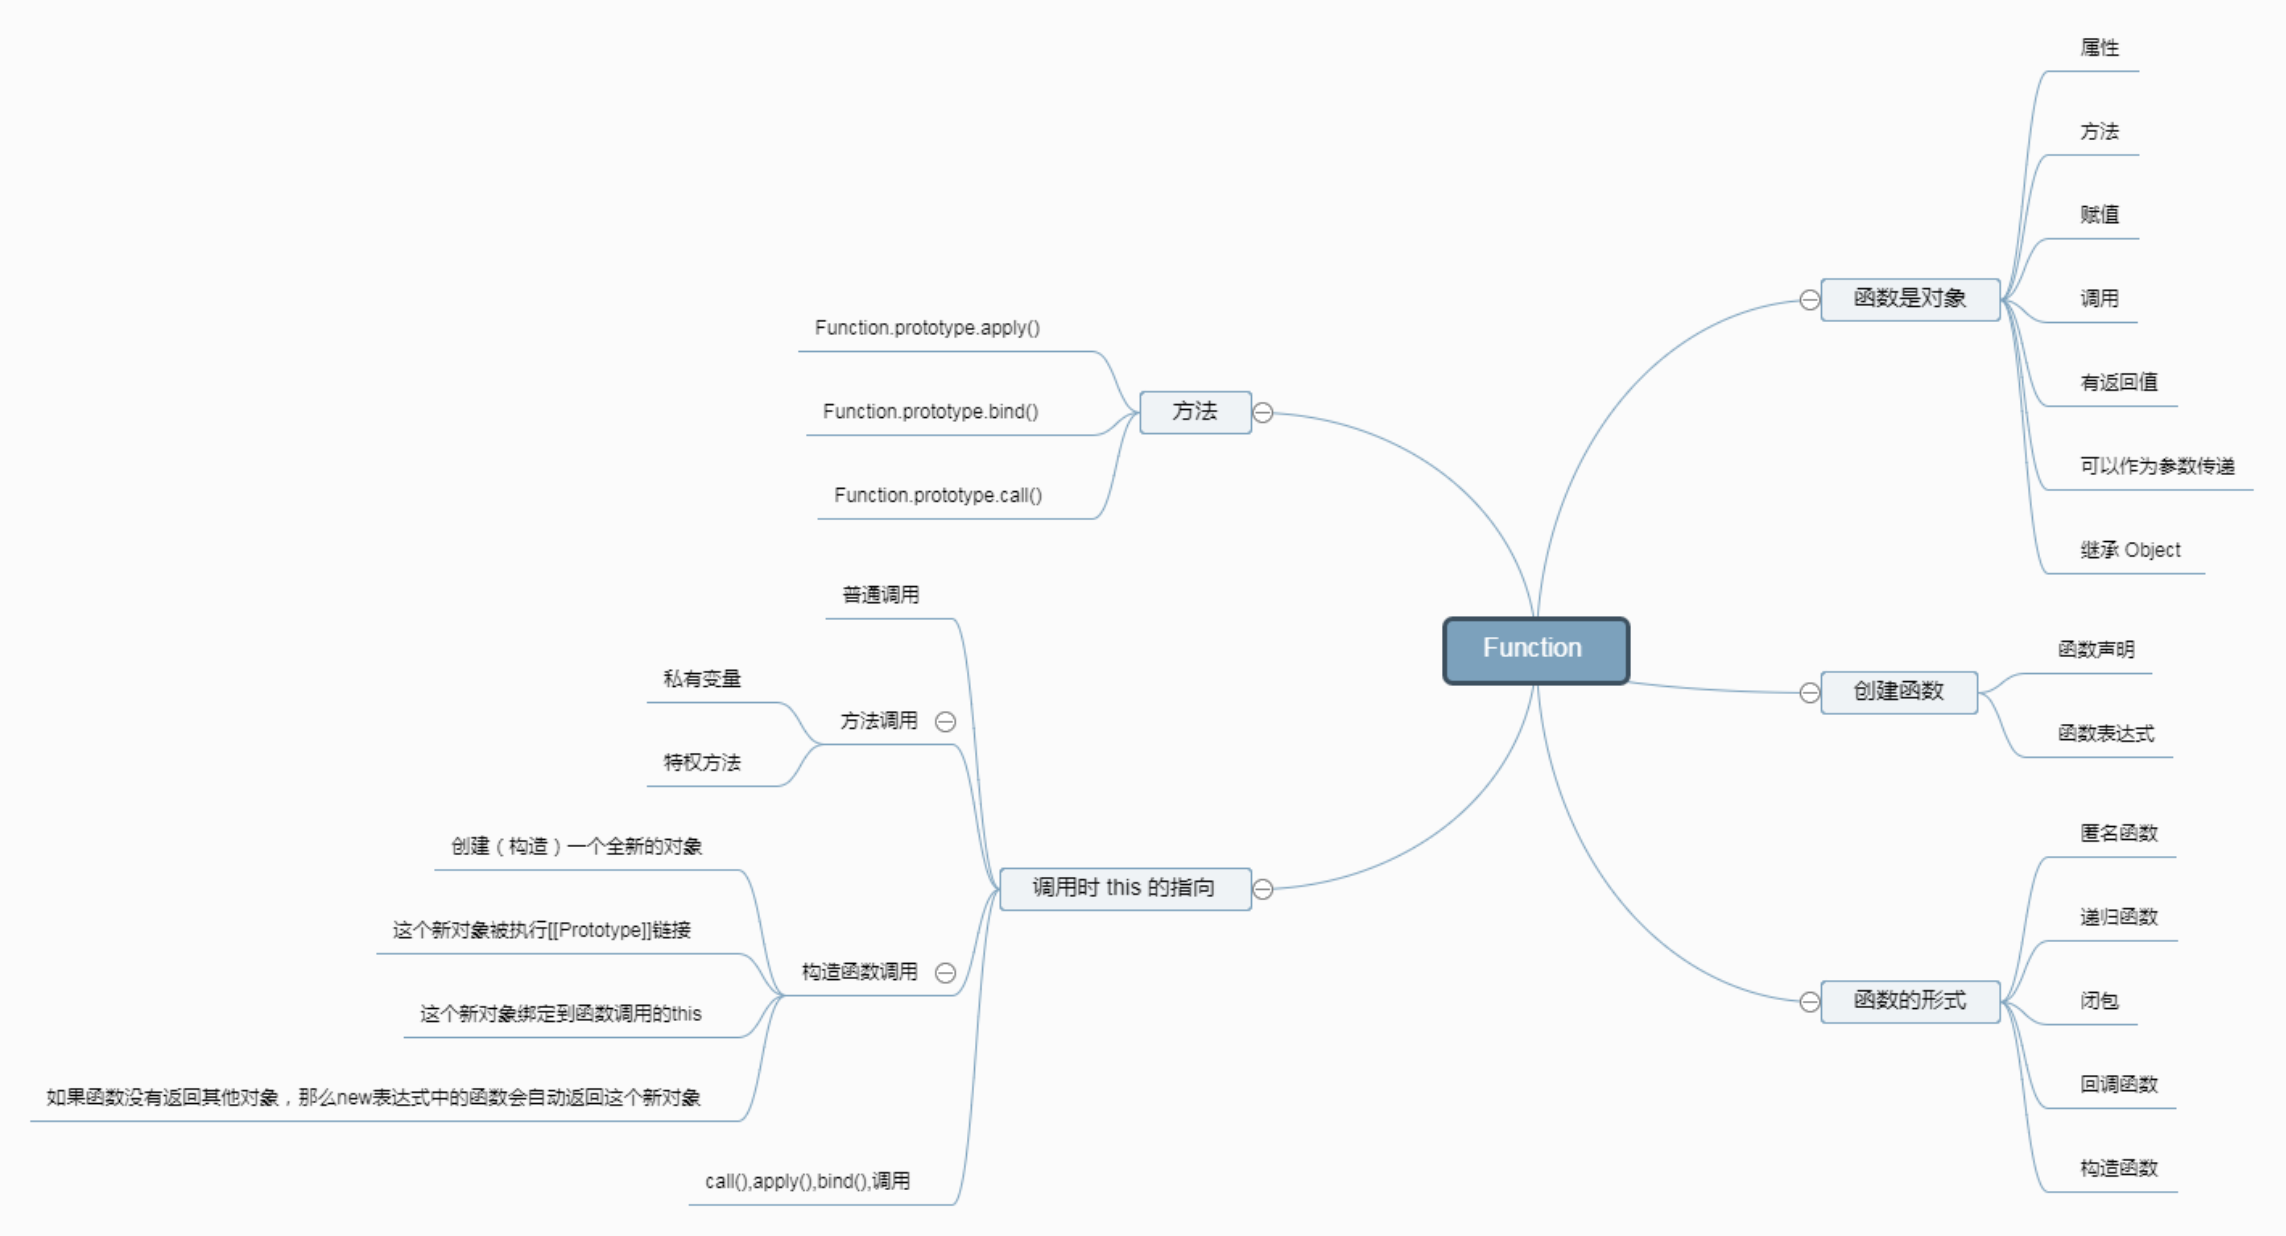 Function
函数是对象
属性
方法
赋值
调用
有返回值
可以作为参数传递
继承 Object
创建函数
函数声明
函数表达式
函数的形式
匿名函数
递归函数
闭包
回调函数
构造函数
方法
Function.prototype.apply()
Function.prototype.bind()
Function.prototype.call()
调用时 this 的指向
普通调用
方法调用
私有变量
特权方法
构造函数调用
创建（构造）一个全新的对象
这个新对象被执行[[Prototype]]链接
这个新对象绑定到函数调用的this
如果函数没有返回其他对象，那么new表达式中的函数会自动返回这个新对象
call(),apply(),bind(),调用